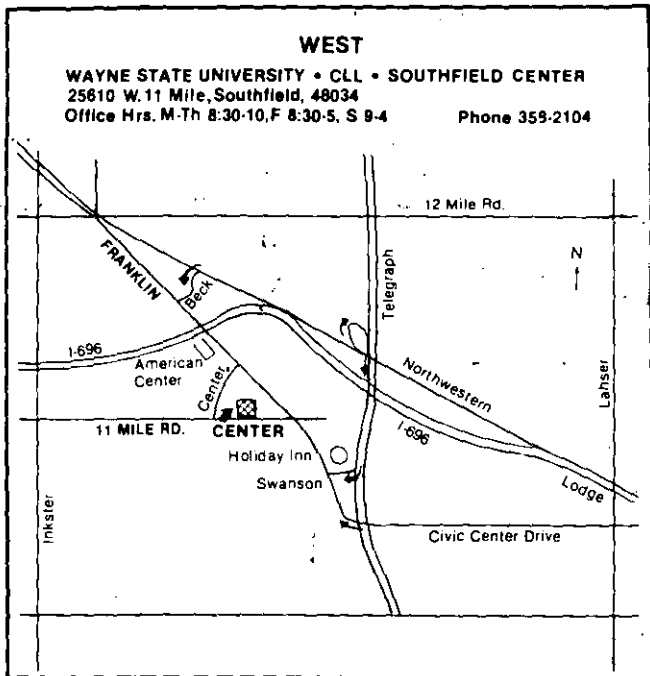 WEST
WAYNE STATE UNIVERSITY • CLL • SOUTHFIELD CENTER
25610 W. 11 Mile, Southfield, 48034
Office Hrs. M-Th 8:30-10, F 8:30-5, S 9-4 Phone 358-2104
12 Mile Rd.
FRANKLIN
N
Beck
Telegraph
I-696
American
Center
Northwestern
Lahser
Center
11 MILE RD. CENTER
I-696
Holiday Inn
Swanson
Lodge
Inkster
Civic Center Drive